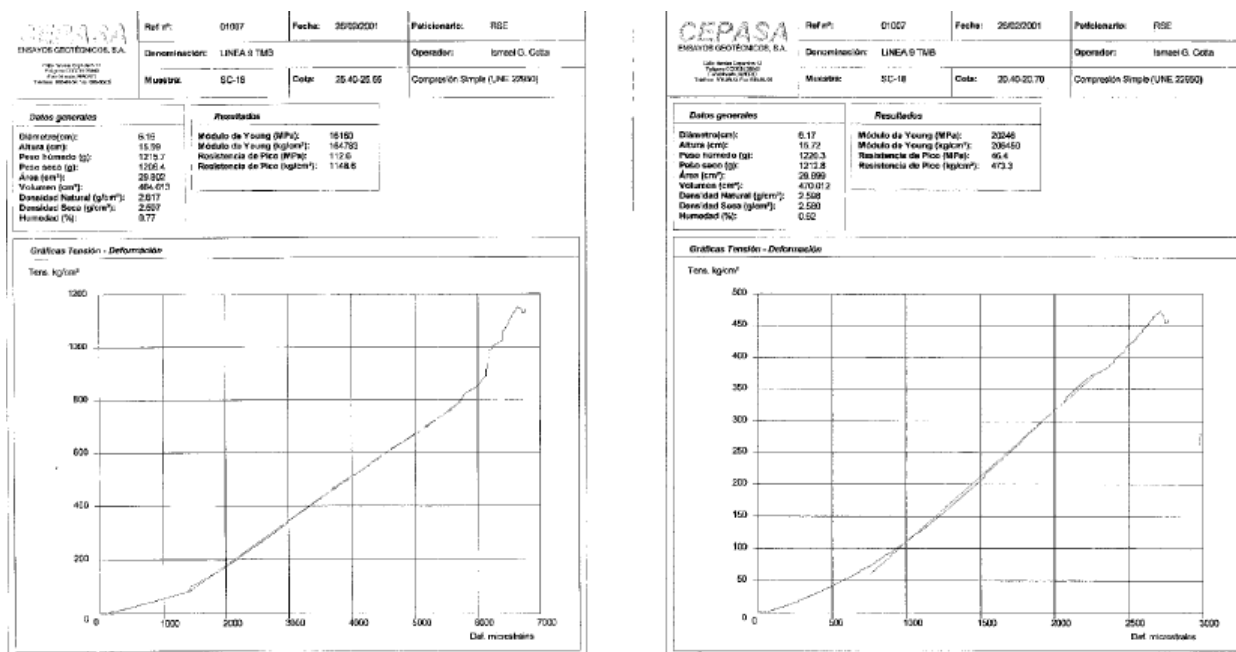 CEPASA
ENSAYOS GEOTÉCNICOS, S.A.
Ref nº: 01007
Fecha: 26/02/2001
Peticionario: RSE
Denominación: LINEA 9 TMB
Operador: Ismael G. Cotta
Muestra: SC-18
Cota: 25.40-25.65
Compresión Simple (UNE 22950)
Datos generales
Diámetro(cm): 6.16
Altura (cm): 15.59
Peso húmedo (g): 1215.7
Peso seco (g): 1206.4
Área (cm²): 29.802
Volumen (cm³): 464.613
Densidad Natural (g/cm³): 2.617
Densidad Seca (g/cm³): 2.597
Humedad (%): 0.77
Resultados
Módulo de Young (MPa): 16160
Módulo de Young (kg/cm²): 164783
Resistencia de Pico (MPa): 112.6
Resistencia de Pico (kg/cm²): 1148.6
Gráficas Tensión - Deformación
Tens. kg/cm²
1200
1000
800
600
400
200
0
0 1000 2000 3000 4000 5000 6000 7000
Def. microstrains
CEPASA
ENSAYOS GEOTÉCNICOS, S.A.
Ref nº: 01007
Fecha: 26/02/2001
Peticionario: RSE
Denominación: LINEA 9 TMB
Operador: Ismael G. Cotta
Muestra: SC-18
Cota: 20.40-20.70
Compresión Simple (UNE 22950)
Datos generales
Diámetro(cm): 6.17
Altura (cm): 15.72
Peso húmedo (g): 1220.3
Peso seco (g): 1212.8
Área (cm²): 29.899
Volumen (cm³): 470.012
Densidad Natural (g/cm³): 2.596
Densidad Seca (g/cm³): 2.580
Humedad (%): 0.62
Resultados
Módulo de Young (MPa): 20246
Módulo de Young (kg/cm²): 206450
Resistencia de Pico (MPa): 46.4
Resistencia de Pico (kg/cm²): 473.3
Gráficas Tensión - Deformación
Tens. kg/cm²
500
450
400
350
300
250
200
150
100
50
0
0 500 1000 1500 2000 2500 3000
Def. microstrains